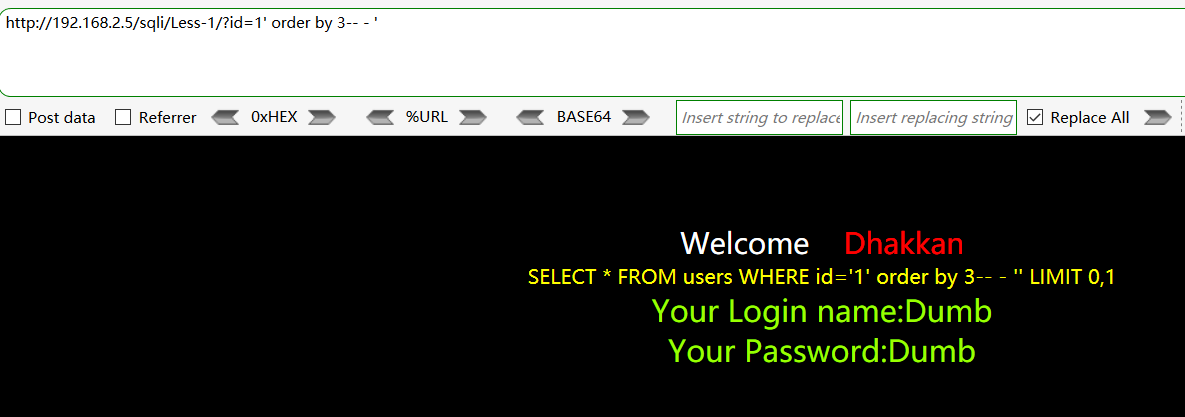 http://192.168.2.5/sqli/Less-1/?id=1' order by 3-- - '
Post data Referrer 0xHEX %URL BASE64 Insert string to replace Insert replacing string Replace All
Welcome Dhakkan
SELECT * FROM users WHERE id='1' order by 3-- - '' LIMIT 0,1
Your Login name:Dumb
Your Password:Dumb